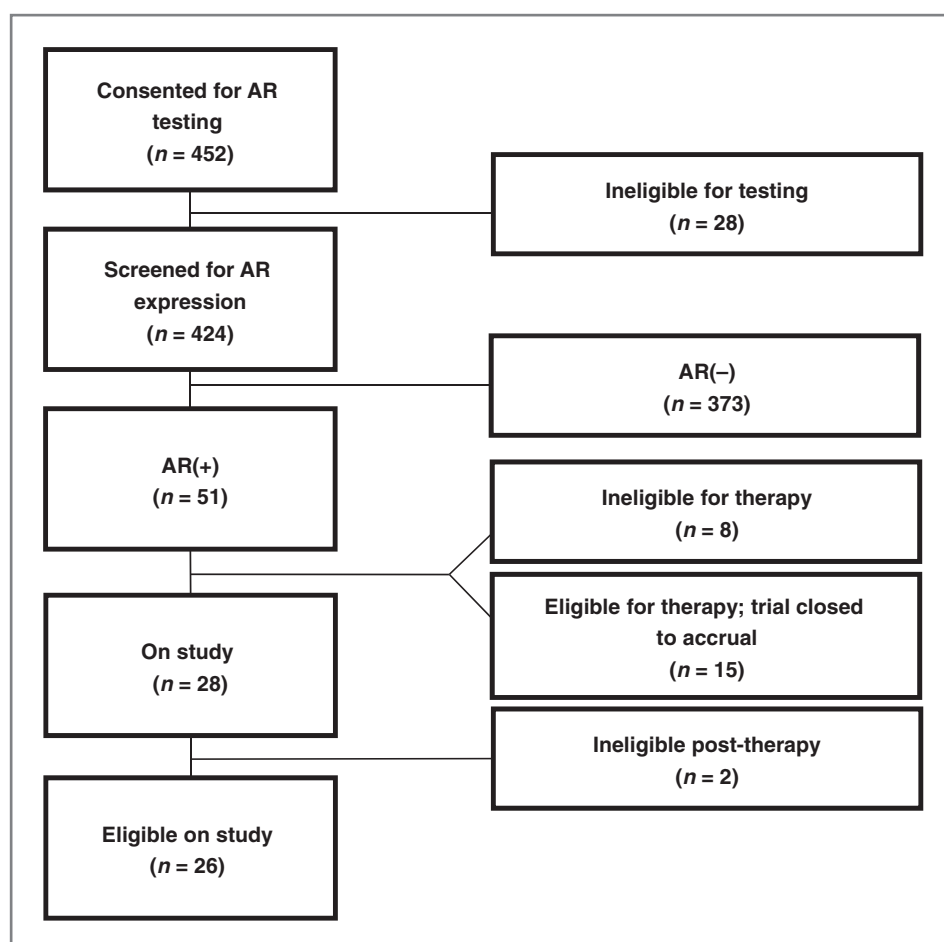 Consented for AR
testing
(n = 452)
Ineligible for testing
(n = 28)
Screened for AR
expression
(n = 424)
AR(–)
(n = 373)
AR(+)
(n = 51)
Ineligible for therapy
(n = 8)
Eligible for therapy; trial closed
to accrual
(n = 15)
On study
(n = 28)
Ineligible post-therapy
(n = 2)
Eligible on study
(n = 26)